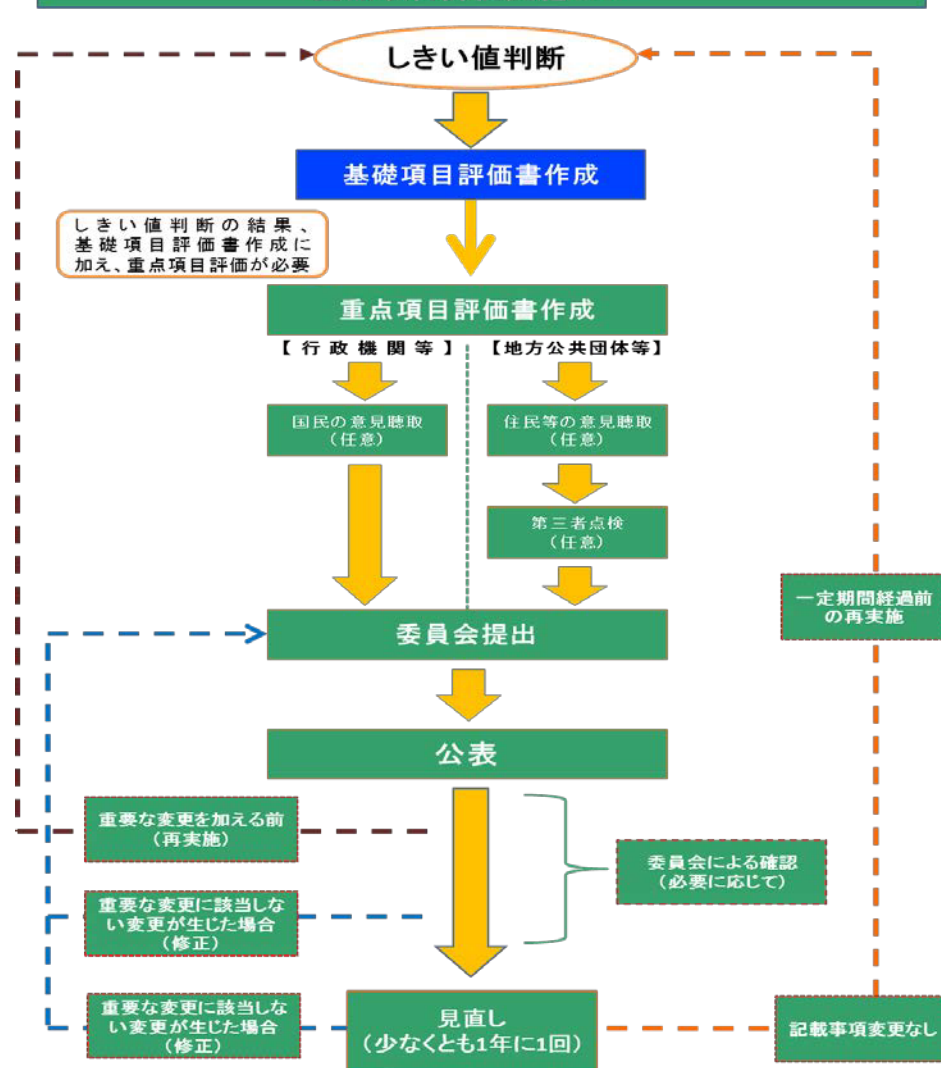 しきい値判断
基礎項目評価書作成
しきい値判断の結果、
基礎項目評価書作成に
加え、重点項目評価が必要
重点項目評価書作成
【行政機関等】
【地方公共団体等】
国民の意見聴取
(任意)
住民等の意見聴取
(任意)
第三者点検
(任意)
一定期間経過前
の再実施
委員会提出
公表
重要な変更を加える前
(再実施)
委員会による確認
(必要に応じて)
重要な変更に該当しな
い変更が生じた場合
(修正)
重要な変更に該当しな
い変更が生じた場合
(修正)
見直し
(少なくとも1年に1回)
記載事項変更なし